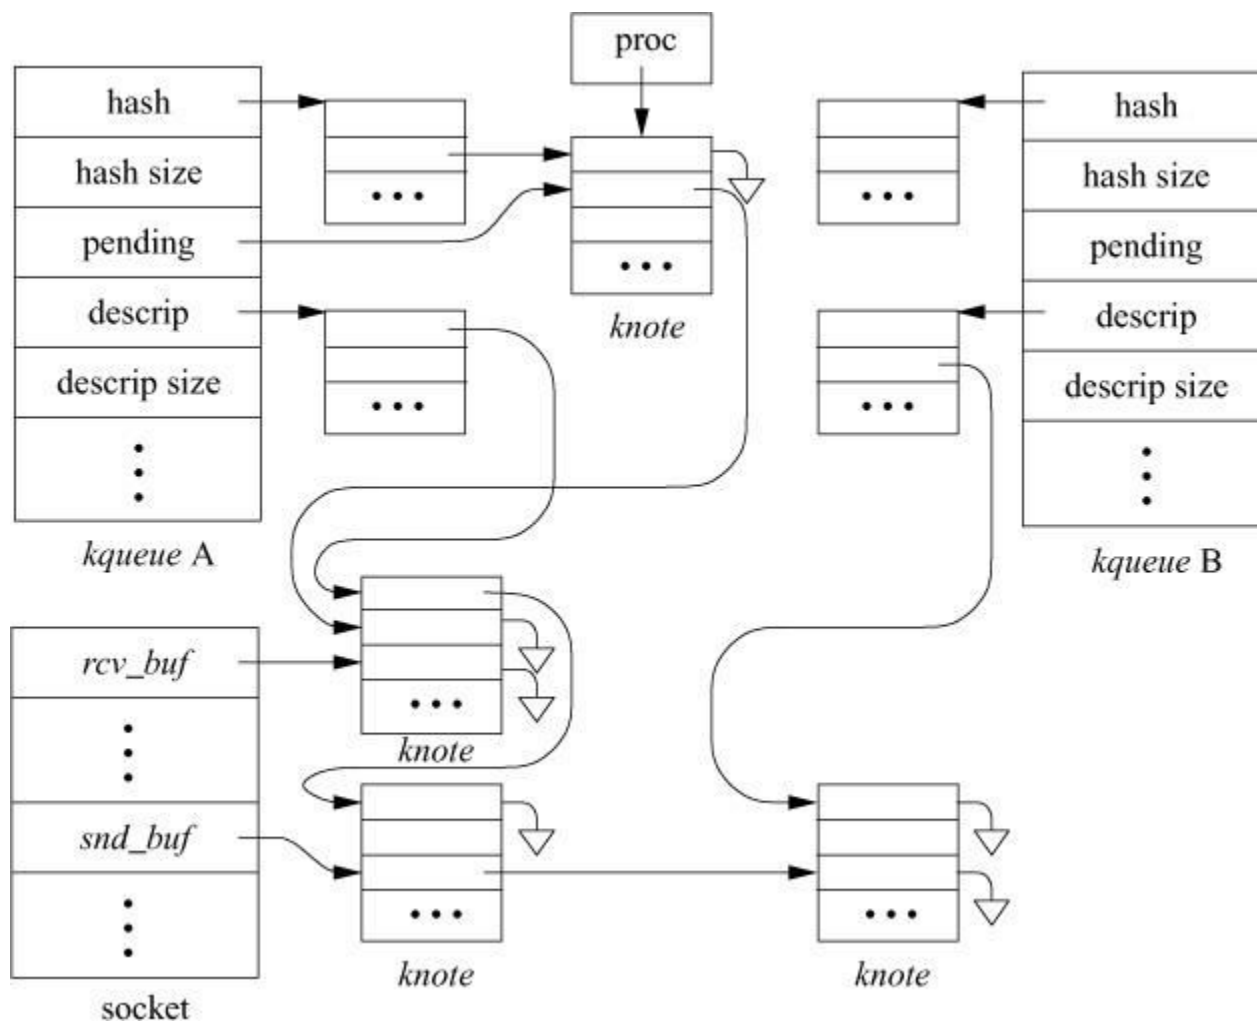 proc
hash
hash size
pending
descrip
descrip size
kqueue A
knote
hash
hash size
pending
descrip
descrip size
kqueue B
rcv_buf
snd_buf
socket
knote
knote
knote